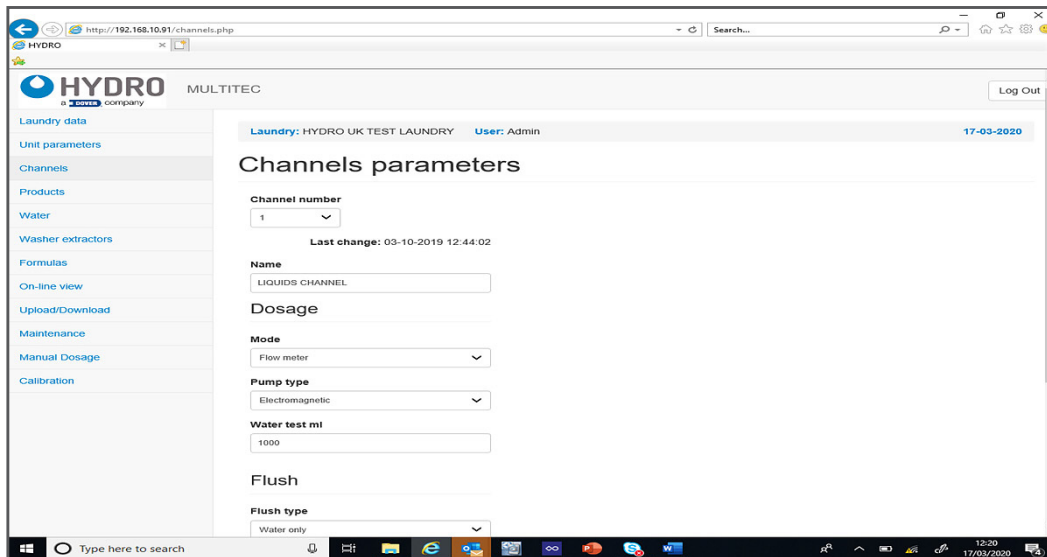 http://192.168.10.91/channels.php
Search...
HYDRO
HYDRO
a DOVER company
MULTITEC
Log Out
Laundry data
Unit parameters
Channels
Products
Water
Washer extractors
Formulas
On-line view
Upload/Download
Maintenance
Manual Dosage
Calibration
Laundry: HYDRO UK TEST LAUNDRY User: Admin 17-03-2020
Channels parameters
Channel number
1
Last change: 03-10-2019 12:44:02
Name
LIQUIDS CHANNEL
Dosage
Mode
Flow meter
Pump type
Electromagnetic
Water test ml
1000
Flush
Flush type
Water only
Type here to search
12:20
17/03/2020